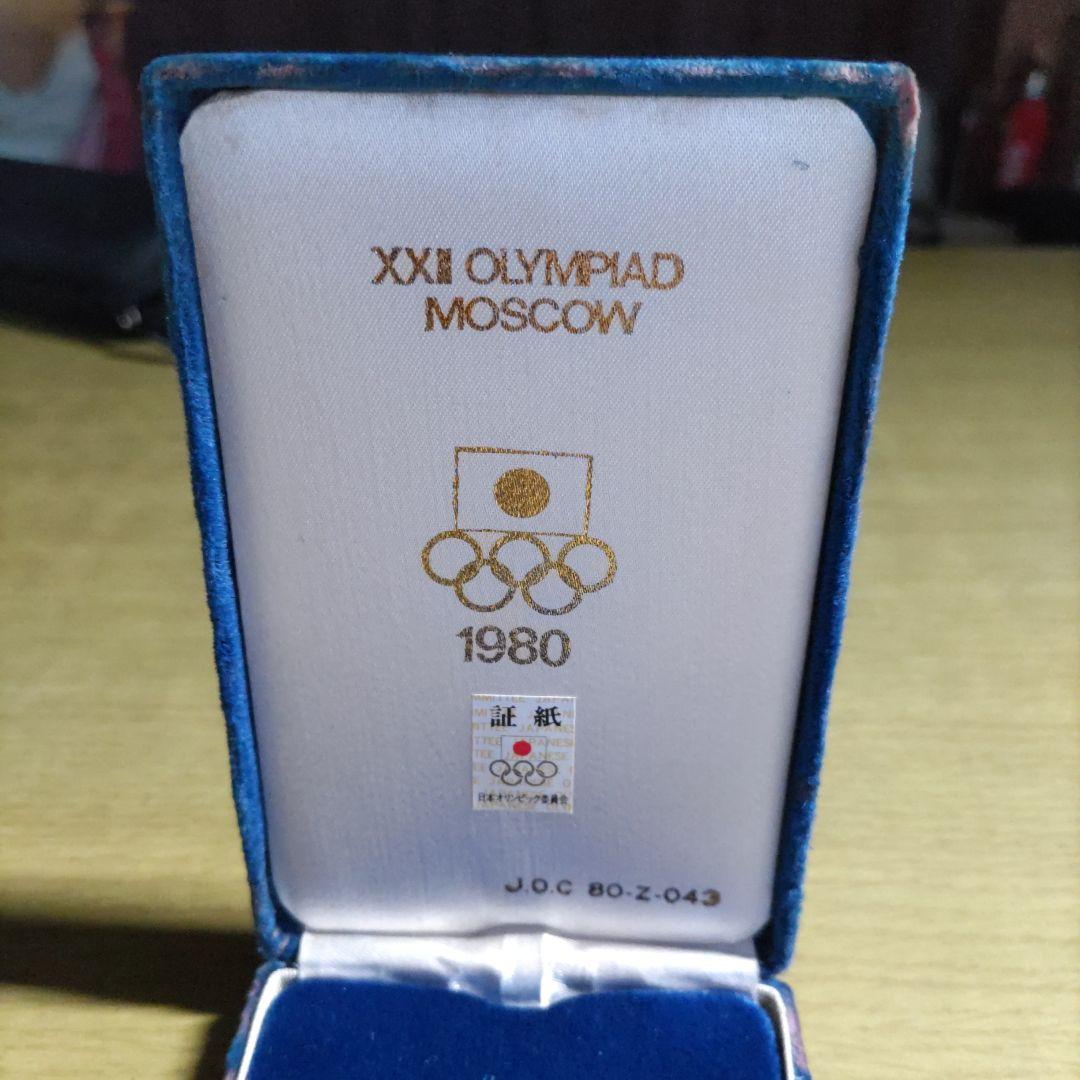 XXII OLYMPIAD
MOSCOW
1980
証紙
日本オリンピック委員会
J.O.C 80-Z-043